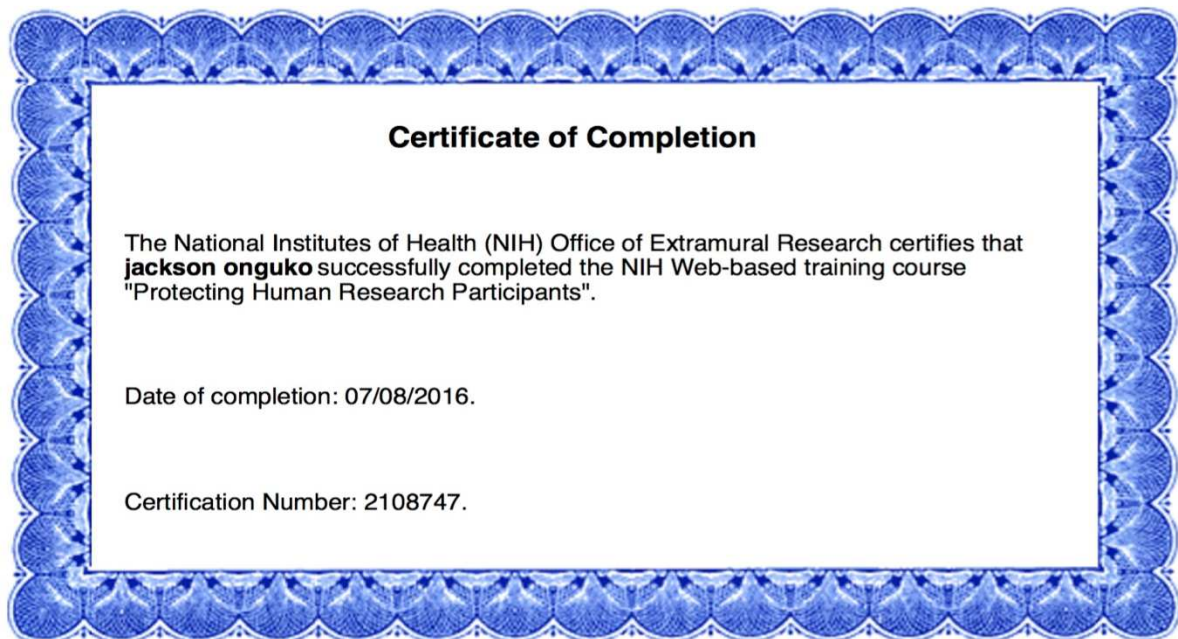 Certificate of Completion
The National Institutes of Health (NIH) Office of Extramural Research certifies that
jackson onguko successfully completed the NIH Web-based training course
"Protecting Human Research Participants".
Date of completion: 07/08/2016.
Certification Number: 2108747.